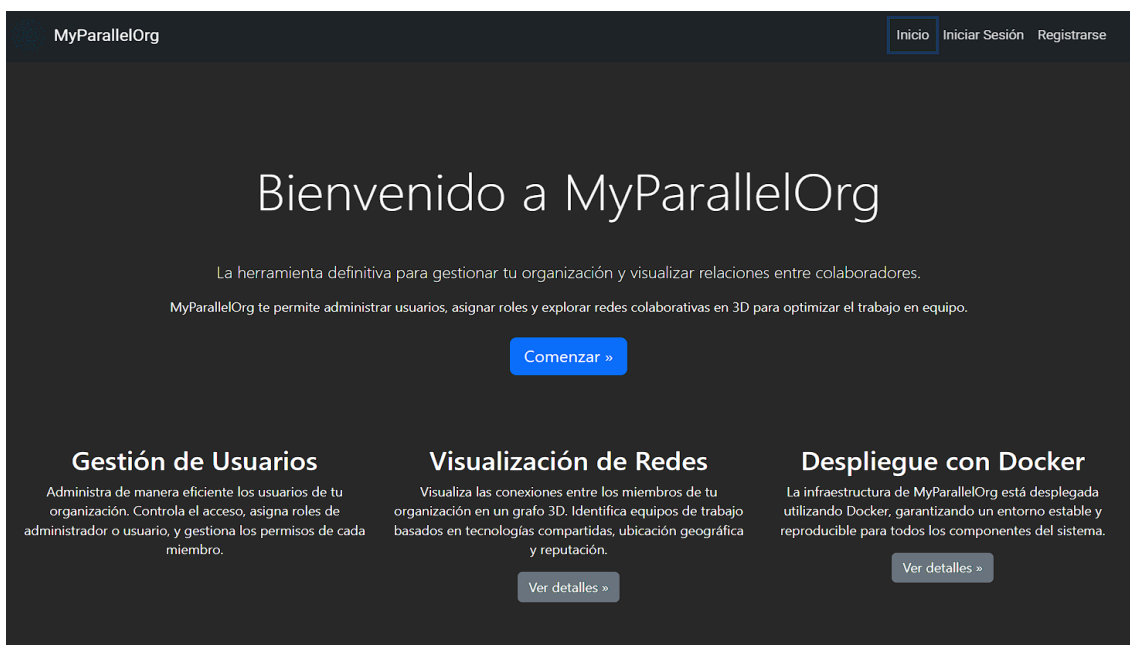 MyParallelOrg
Inicio Iniciar Sesión Registrarse
Bienvenido a MyParallelOrg
La herramienta definitiva para gestionar tu organización y visualizar relaciones entre colaboradores.
MyParallelOrg te permite administrar usuarios, asignar roles y explorar redes colaborativas en 3D para optimizar el trabajo en equipo.
Comenzar »
Gestión de Usuarios
Administra de manera eficiente los usuarios de tu
organización. Controla el acceso, asigna roles de
administrador o usuario, y gestiona los permisos de cada
miembro.
Visualización de Redes
Visualiza las conexiones entre los miembros de tu
organización en un grafo 3D. Identifica equipos de trabajo
basados en tecnologías compartidas, ubicación geográfica
y reputación.
Ver detalles »
Despliegue con Docker
La infraestructura de MyParallelOrg está desplegada
utilizando Docker, garantizando un entorno estable y
reproducible para todos los componentes del sistema.
Ver detalles »